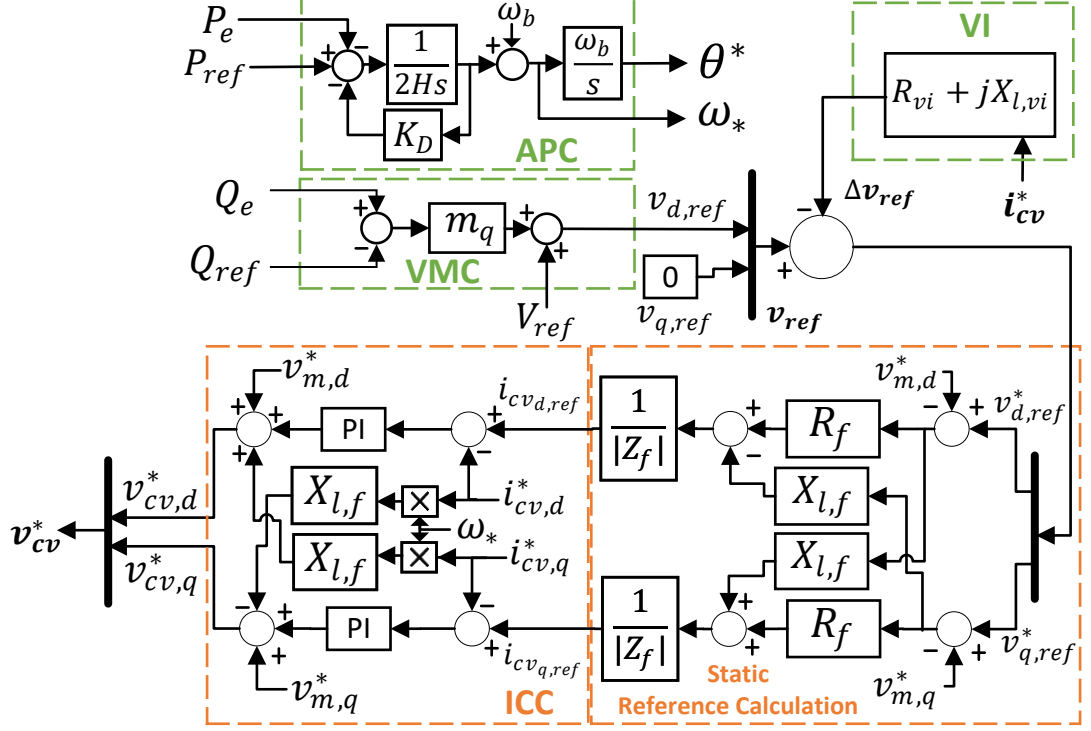 P_e
P_ref
1
2Hs
K_D
ω_b
ω_b
s
θ*
ω_*
APC
VI
R_vi + jX_l,vi
Δv_ref
i*_cv
Q_e
Q_ref
m_q
VMC
V_ref
v_d,ref
0
v_q,ref
v_ref
v*_m,d
i_cv_d,ref
PI
X_l,f
×
i*_cv,d
ω_*
X_l,f
×
i*_cv,q
PI
i_cv_q,ref
v*_m,q
ICC
v*_cv,d
v*_cv
v*_cv,q
1
|Z_f|
R_f
X_l,f
X_l,f
R_f
1
|Z_f|
v*_m,d
v*_d,ref
v*_q,ref
v*_m,q
Static
Reference Calculation